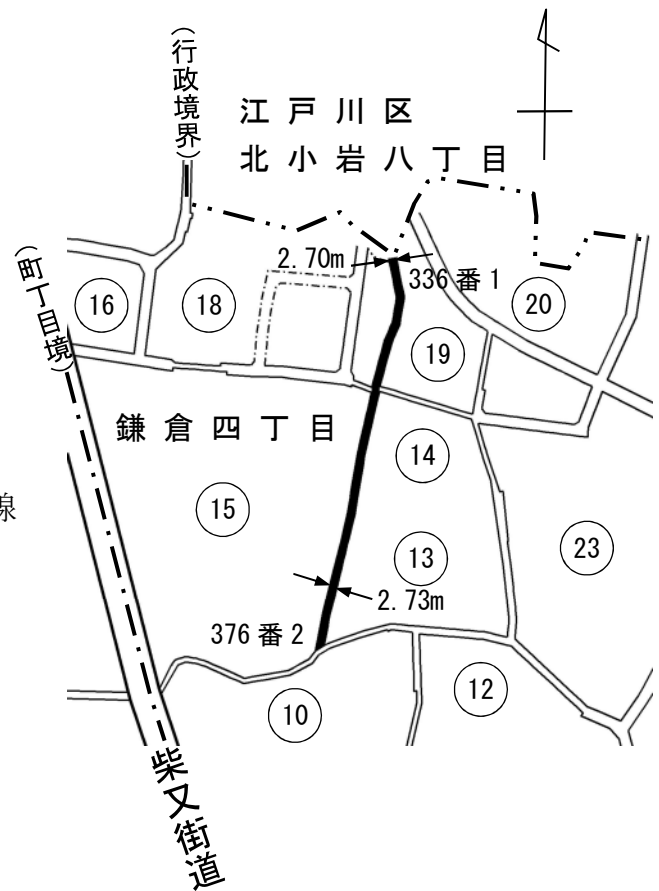 (行政境界)
江戸川区
北小岩八丁目
(町丁目境)
2.70m
336番1
16
18
20
19
鎌倉四丁目
14
線
15
13
23
2.73m
376番2
12
10
柴又街道